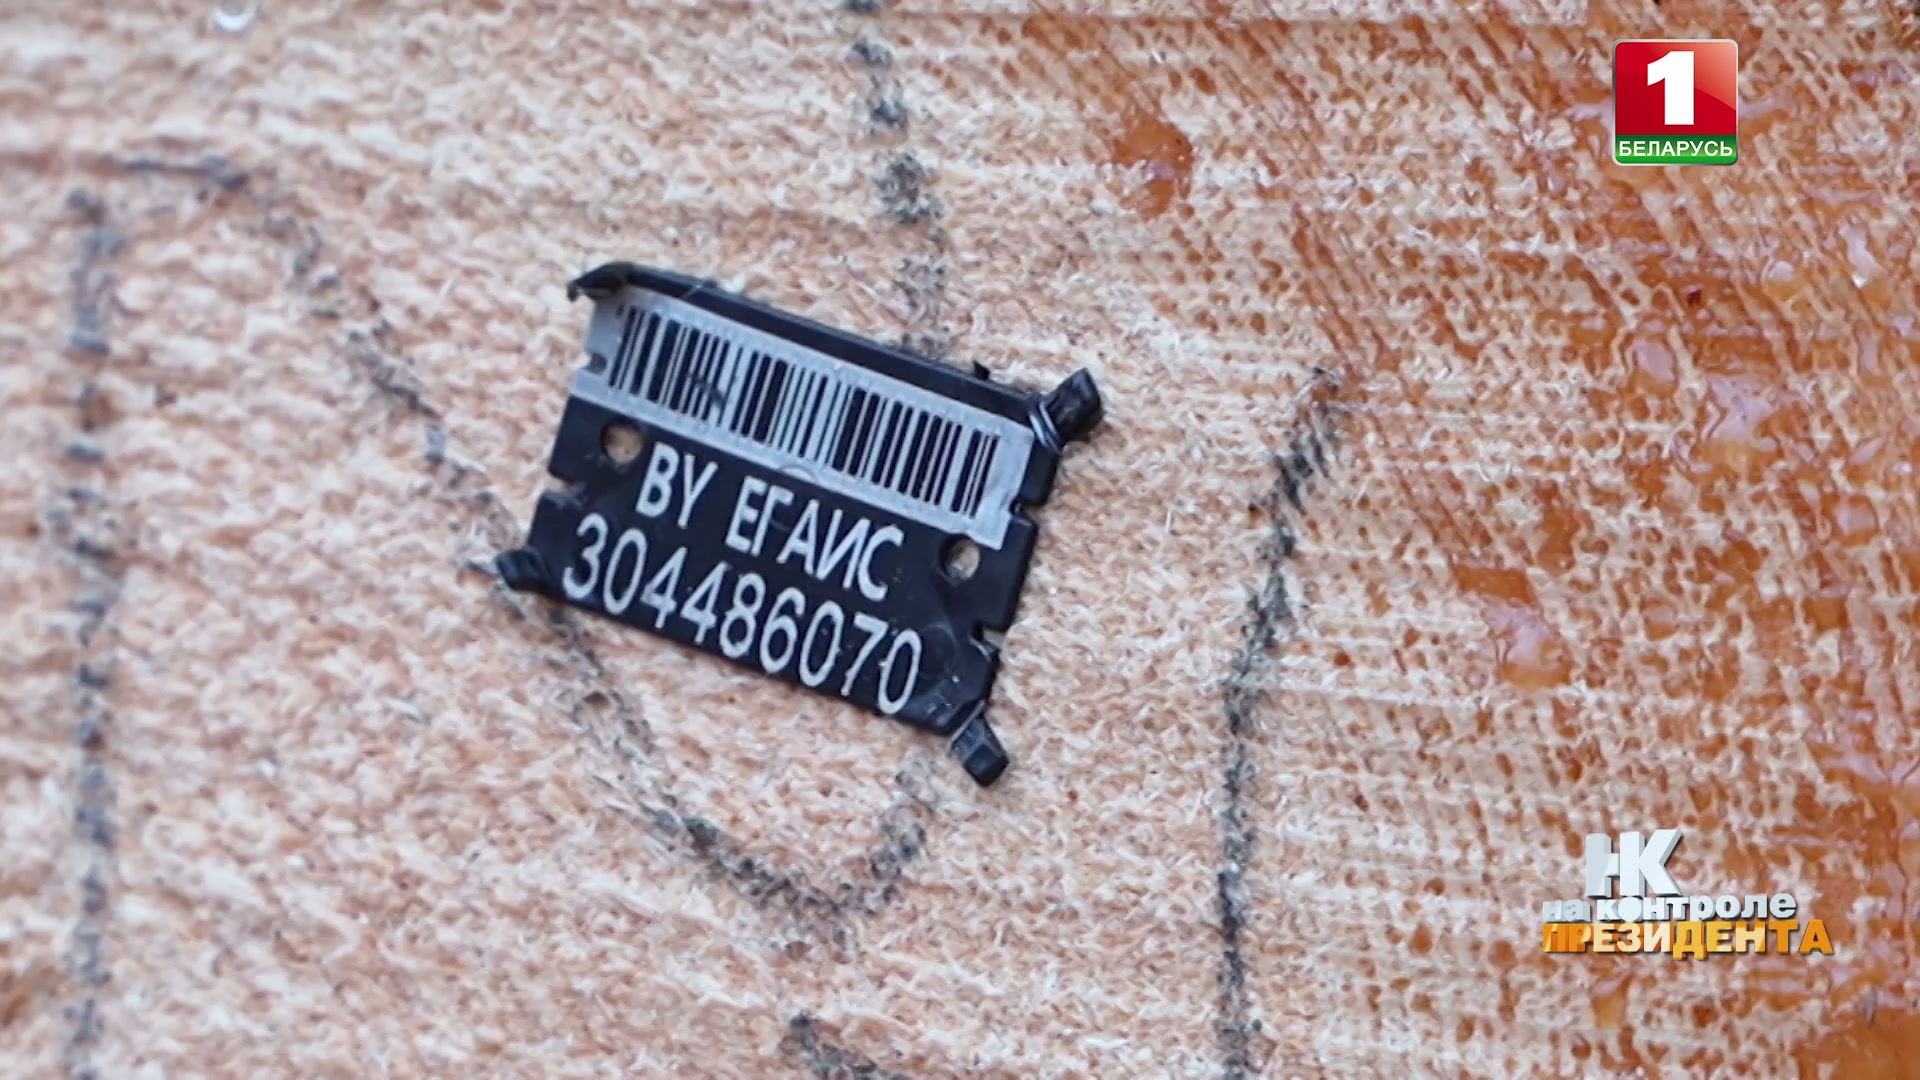 1
БЕЛАРУСЬ
BY ЕГАИС
304486070
НК
на контроле
ПРЕЗИДЕНТА